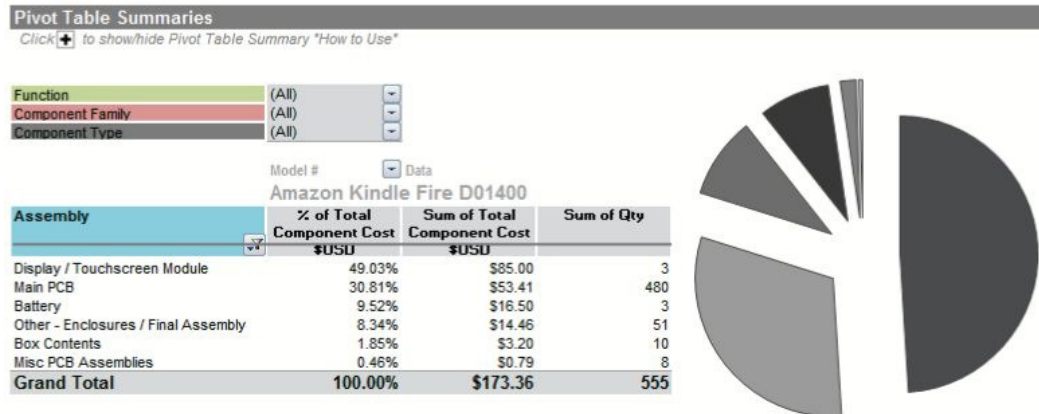 Pivot Table Summaries
Click + to show/hide Pivot Table Summary "How to Use"
Function (All)
Component Family (All)
Component Type (All)
Model # Data
Amazon Kindle Fire D01400
Assembly % of Total Component Cost $USD Sum of Total Component Cost $USD Sum of Qty
Display / Touchscreen Module 49.03% $85.00 3
Main PCB 30.81% $53.41 480
Battery 9.52% $16.50 3
Other - Enclosures / Final Assembly 8.34% $14.46 51
Box Contents 1.85% $3.20 10
Misc PCB Assemblies 0.46% $0.79 8
Grand Total 100.00% $173.36 555